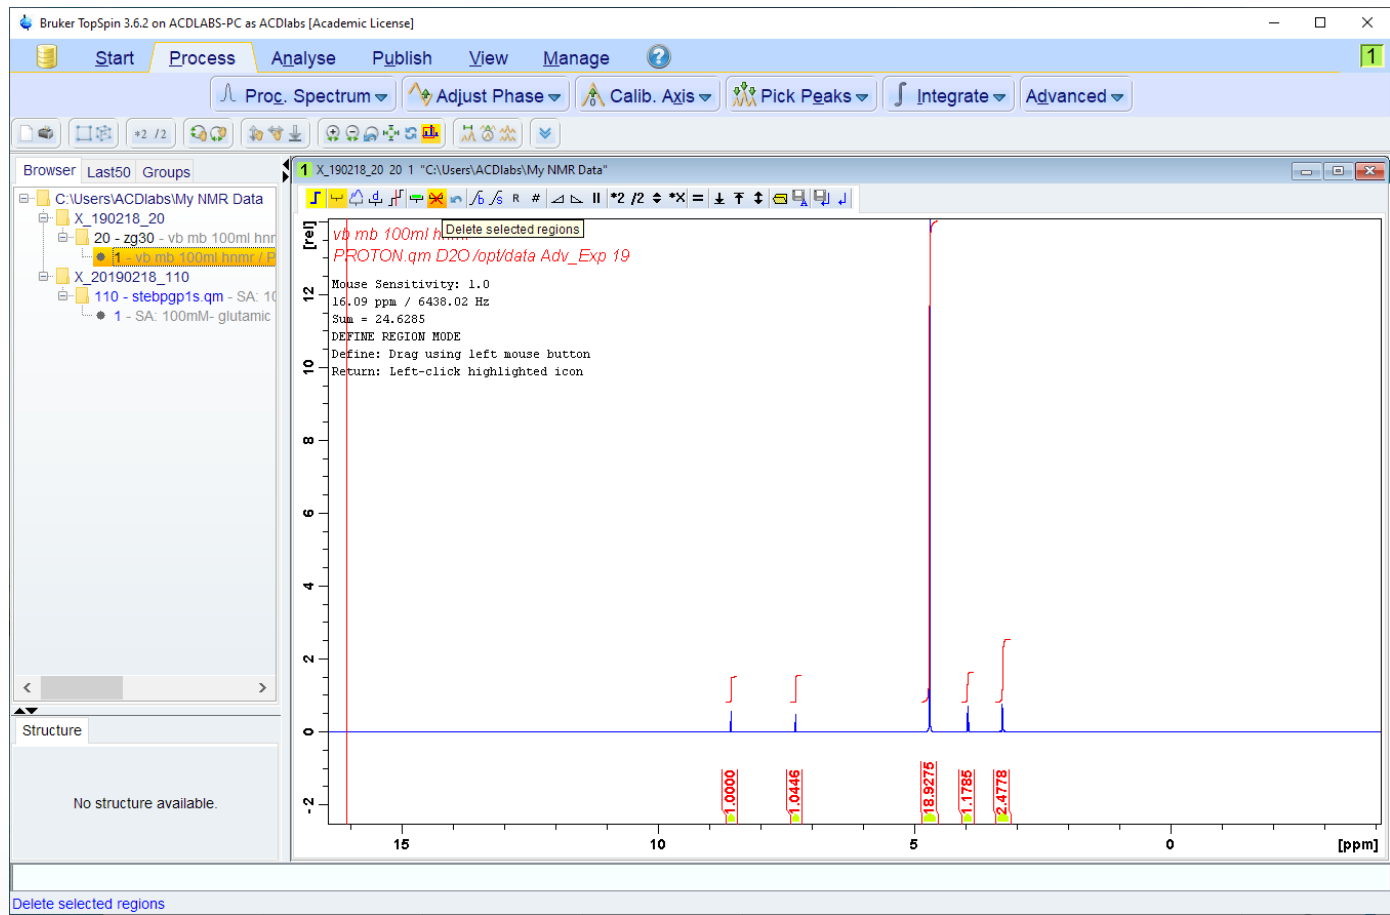 Bruker TopSpin 3.6.2 on ACDLABS-PC as ACDlabs [Academic License]
Start Process Analyse Publish View Manage ? 1
Proc. Spectrum Adjust Phase Calib. Axis Pick Peaks Integrate Advanced
*2 /2
Browser Last50 Groups
1 X_190218_20 20 1 "C:\Users\ACDlabs\My NMR Data"
C:\Users\ACDlabs\My NMR Data
X_190218_20
20 - zg30 - vb mb 100ml hnr
1 - vb mb 100ml hnmr / P
X_20190218_110
110 - stebpgp1s.qm - SA: 10
1 - SA: 100mM- glutamic
R # *2 /2 *X =
Delete selected regions
vb mb 100ml hnmr
PROTON.qm D2O /opt/data Adv_Exp 19
Mouse Sensitivity: 1.0
16.09 ppm / 6438.02 Hz
Sum = 24.6285
DEFINE REGION MODE
Define: Drag using left mouse button
Return: Left-click highlighted icon
[rel]
12
10
8
6
4
2
0
-2
1.0000 1.0446 18.9275 1.1785 2.4778
15 10 5 0 [ppm]
Structure
No structure available.
Delete selected regions